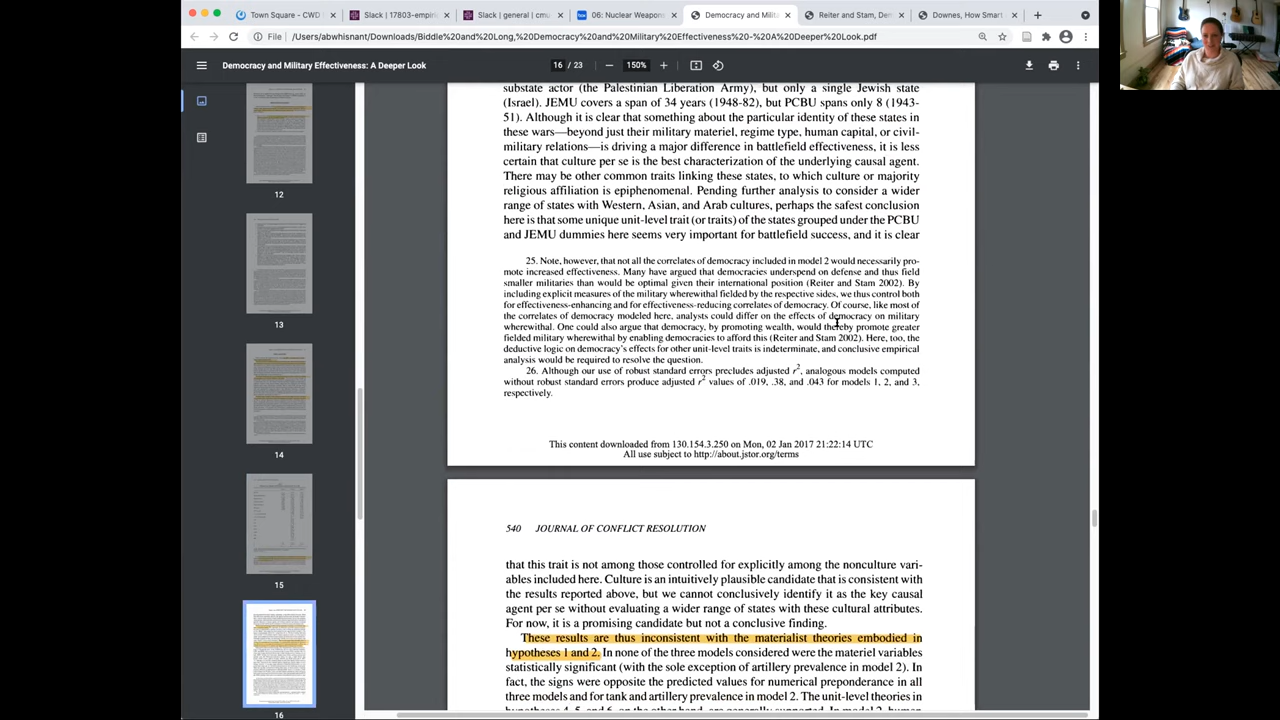 Town Square - CWD
Slack | 17803-empiri
Slack | general | cmu
06: Nuclear Weapons
Democracy and Milit
Reiter and Stam, Dem
Downes, How Smart
File
/Users/abwhisnant/Downloads/Biddle%20and%20Long,%20Democracy%20and%20Military%20Effectiveness%20-%20A%20Deeper%20Look.pdf
Democracy and Military Effectiveness: A Deeper Look
16 / 23
150%
12
13
14
15
16
substate actor (the Palestinian Liberation Army), but only a single Jewish state
(Israel). JEMU covers a span of 34 years (1948-82), but PCBU spans only 8 (1943-
51). Although it is clear that something about the particular identity of these states in
these wars—beyond just their military materiel, regime type, human capital, or civil-
military relations—is driving a major difference in battlefield effectiveness, it is less
certain that culture per se is the best characterization of the underlying causal agent.
There may be other common traits linking these states, to which culture or majority
religious affiliation is epiphenomenal. Pending further analysis to consider a wider
range of states with Western, Asian, and Arab cultures, perhaps the safest conclusion
here is that some unique unit-level trait (or traits) of the states grouped under the PCBU
and JEMU dummies here seems very important for battlefield success, and it is clear
25. Note, however, that not all the correlates of democracy included in model 2 would necessarily pro-
mote increased effectiveness. Many have argued that democracies underspend on defense and thus field
smaller militaries than would be optimal given their international position (Reiter and Stam 2002). By
including explicit measures of the military wherewithal fielded by the respective sides, we thus control both
for effectiveness-enhancing and for effectiveness-reducing correlates of democracy. Of course, like most of
the correlates of democracy modeled here, analysts could differ on the effects of democracy on military
wherewithal. One could also argue that democracy, by promoting wealth, would thereby promote greater
fielded military wherewithal by enabling democracies to afford this (Reiter and Stam 2002). Here, too, the
deductive logic on democracy's effects for other unit-level traits is indeterminate, and conclusive empirical
analysis would be required to resolve the question.
26. Although our use of robust standard errors precludes adjusted r², analogous models computed
without robust standard errors produce adjusted r² values of .019, .38, and .043 for models 1, 2, and 3,
respectively.
This content downloaded from 130.154.3.250 on Mon, 02 Jan 2017 21:22:14 UTC
All use subject to http://about.jstor.org/terms
540 JOURNAL OF CONFLICT RESOLUTION
that this trait is not among those controlled for explicitly among the nonculture vari-
ables included here. Culture is an intuitively plausible candidate that is consistent with
the results reported above, but we cannot conclusively identify it as the key causal
agent per se without evaluating a wider range of states with these cultural attributes.
For now, it is a promising candidate but not a conclusive finding.
The results are thus inconsistent with the materialist theories embodied in
hypotheses 1 and 2. In none of the three models considered were the materiel variables
statistically significant (with the sole exception of artillery prevalence in model 2). In
fact, the signs were opposite the predicted values for numerical preponderance in all
three models and for tank and artillery prevalence in model 2. The unit-level theories in
hypotheses 4, 5, and 6, on the other hand, are generally supported. In model 2, human